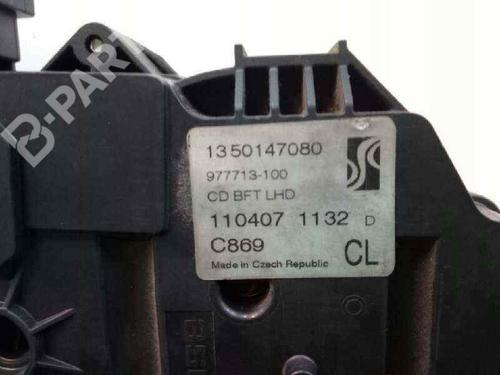 B-PARTS
1350147080
977713-100
CD BFT LHD
110407 1132 D
C869 CL
Made in Czech Republic